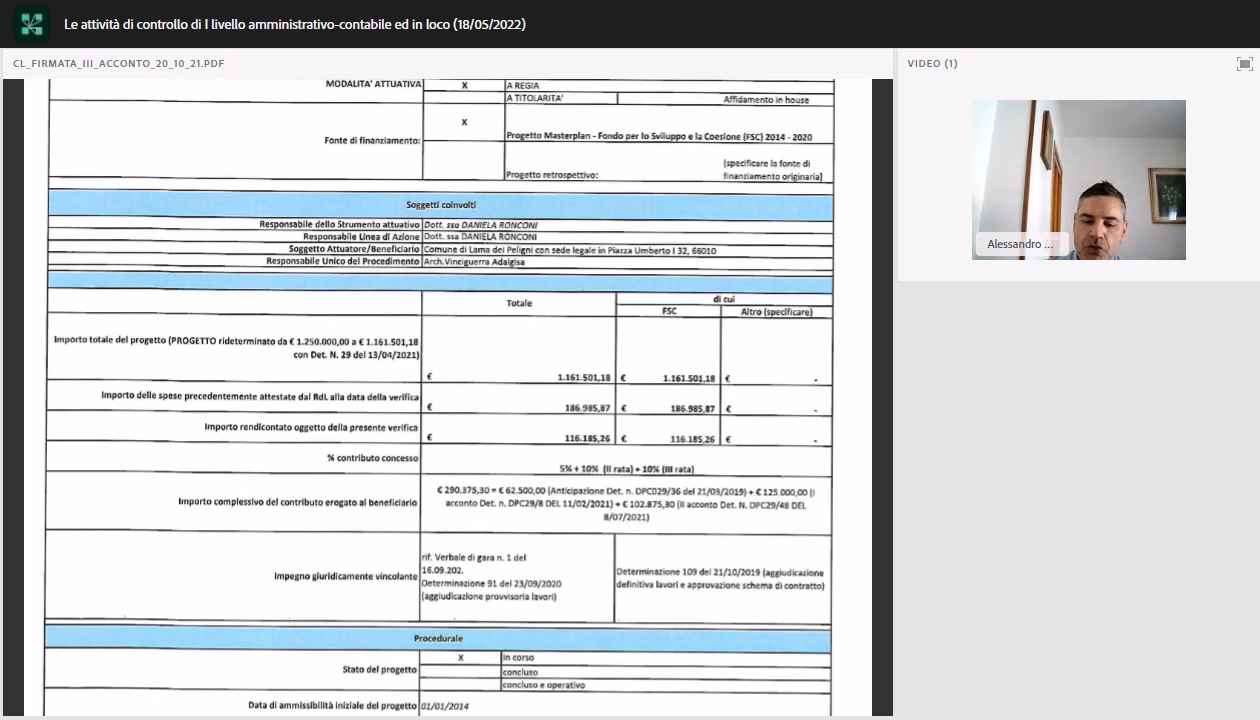 Le attività di controllo di I livello amministrativo-contabile ed in loco (18/05/2022)
CL_FIRMATA_III_ACCONTO_20_10_21.PDF
VIDEO (1)
MODALITA' ATTUATIVA X A REGIA
A TITOLARITA' Affidamento in house
Fonte di finanziamento: X Progetto Masterplan - Fondo per lo Sviluppo e la Coesione (FSC) 2014 - 2020
Progetto retrospettivo: (specificare la fonte di
finanziamento originaria)
Soggetti coinvolti
Responsabile dello Strumento attuativo Dott. ssa DANIELA RONCONI
Responsabile Linea di Azione Dott. ssa DANIELA RONCONI
Soggetto Attuatore/Beneficiario Comune di Lama dei Peligni con sede legale in Piazza Umberto I 32, 66010
Responsabile Unico del Procedimento Arch.Vinciguerra Adalgisa
Totale di cui
FSC Altro (specificare)
Importo totale del progetto (PROGETTO rideterminato da € 1.250.000,00 a € 1.161.501,18
con Det. N. 29 del 13/04/2021)
€ 1.161.501,18 € 1.161.501,18 € -
Importo delle spese precedentemente attestate dal RdL alla data della verifica
€ 186.985,87 € 186.985,87 € -
Importo rendicontato oggetto della presente verifica
€ 116.185,26 € 116.185,26 € -
% contributo concesso
5% + 10% (II rata) + 10% (III rata)
Importo complessivo del contributo erogato al beneficiario
€ 290.375,30 = € 62.500,00 (Anticipazione Det. n. DPC029/36 del 21/03/2019) + € 125.000,00 (I
acconto Det. n. DPC29/8 DEL 11/02/2021) + € 102.875,30 (II acconto Det. N. DPC29/48 DEL
8/07/2021)
Impegno giuridicamente vincolante
rif. Verbale di gara n. 1 del
16.09.202.
Determinazione 91 del 23/09/2020
(aggiudicazione provvisoria lavori)
Determinazione 109 del 21/10/2019 (aggiudicazione
definitiva lavori e approvazione schema di contratto)
Procedurale
Stato del progetto X in corso
concluso
concluso e operativo
Data di ammissibilità iniziale del progetto 01/01/2014
Alessandro ...